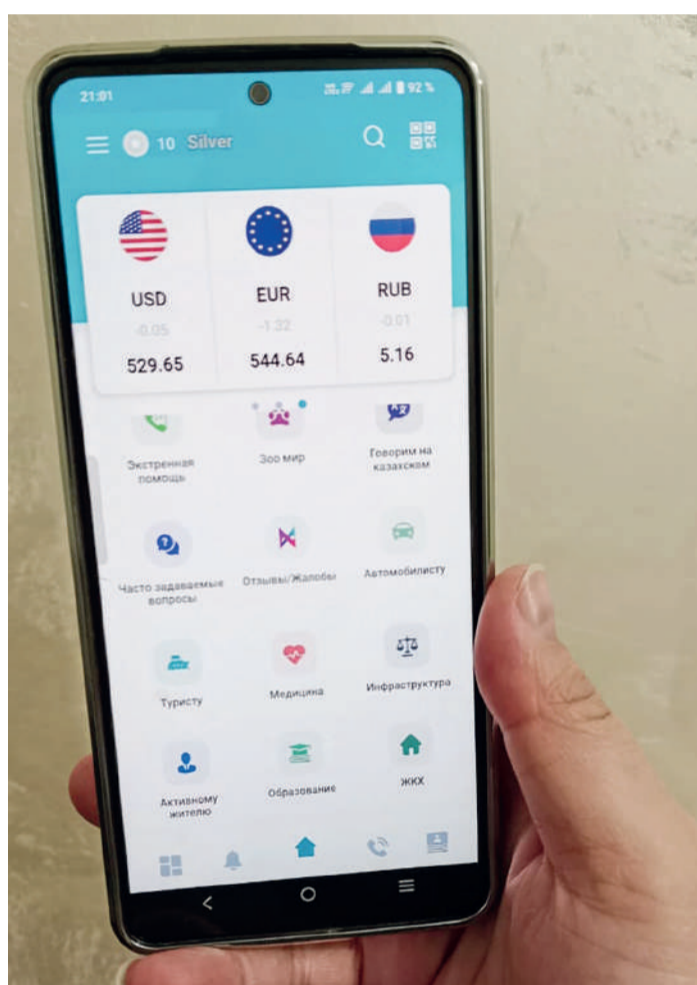 21:01
92 %
10 Silver
USD EUR RUB
-0.05 -1.32 -0.01
529.65 544.64 5.16
Экстренная помощь
Зоо мир
Говорим на казахском
Часто задаваемые вопросы
Отзывы/Жалобы
Автомобилисту
Туристу
Медицина
Инфраструктура
Активному жителю
Образование
ЖКХ